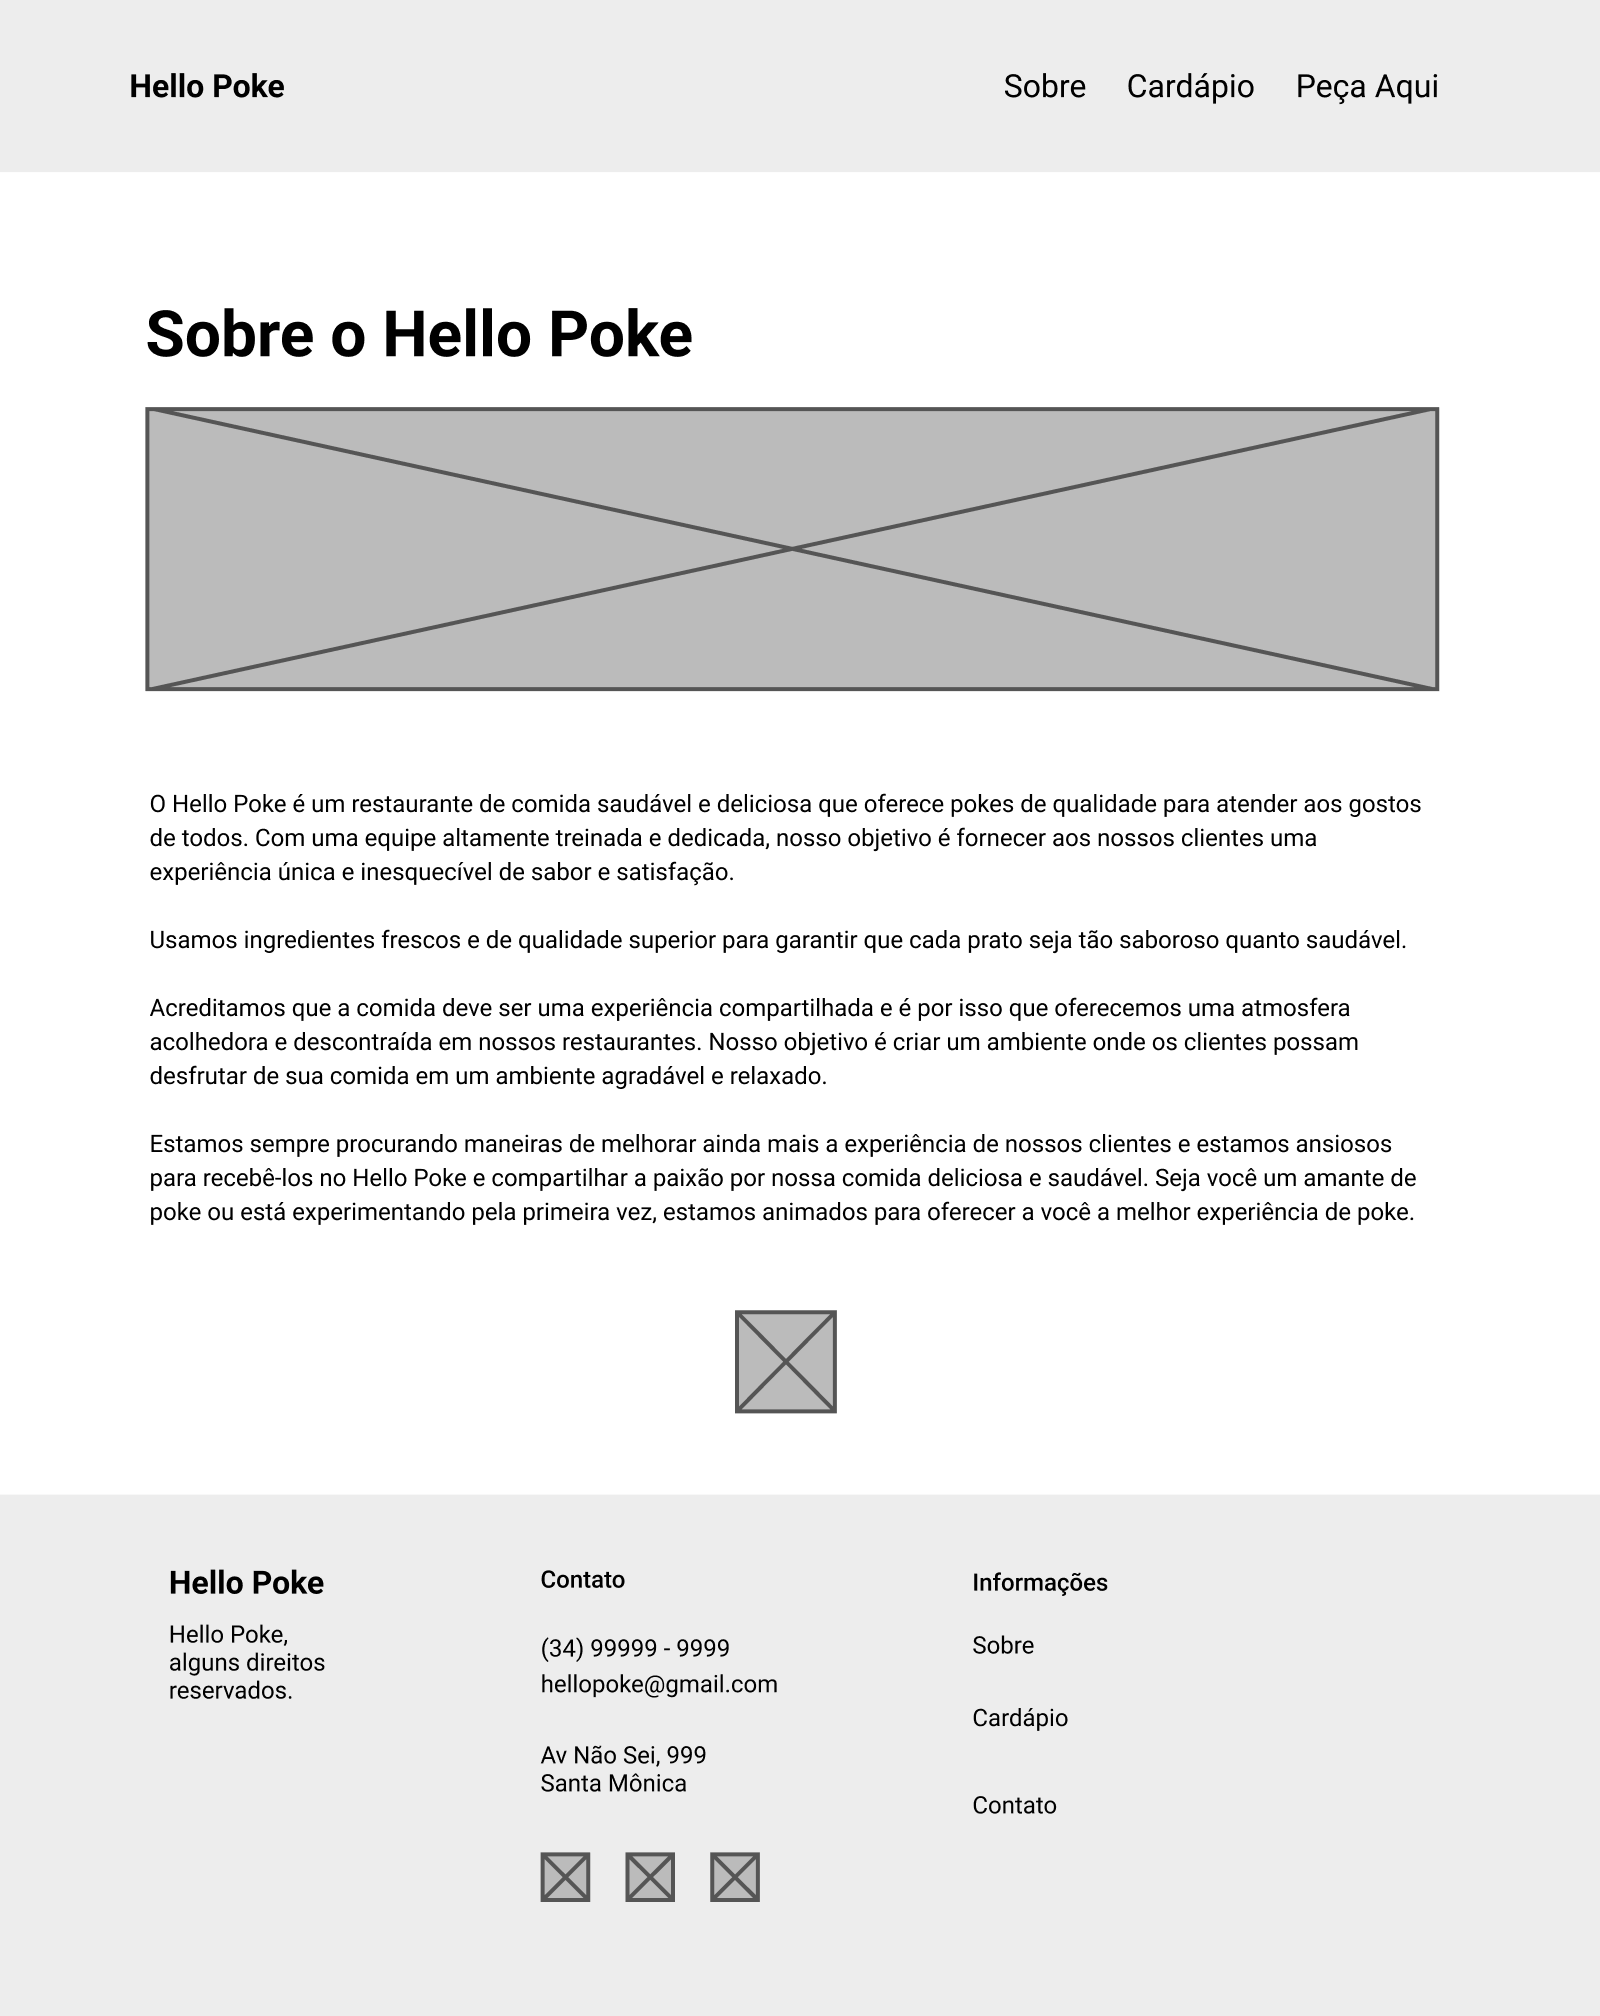 Hello Poke
Sobre Cardápio Peça Aqui
Sobre o Hello Poke
O Hello Poke é um restaurante de comida saudável e deliciosa que oferece pokes de qualidade para atender aos gostos
de todos. Com uma equipe altamente treinada e dedicada, nosso objetivo é fornecer aos nossos clientes uma
experiência única e inesquecível de sabor e satisfação.
Usamos ingredientes frescos e de qualidade superior para garantir que cada prato seja tão saboroso quanto saudável.
Acreditamos que a comida deve ser uma experiência compartilhada e é por isso que oferecemos uma atmosfera
acolhedora e descontraída em nossos restaurantes. Nosso objetivo é criar um ambiente onde os clientes possam
desfrutar de sua comida em um ambiente agradável e relaxado.
Estamos sempre procurando maneiras de melhorar ainda mais a experiência de nossos clientes e estamos ansiosos
para recebê-los no Hello Poke e compartilhar a paixão por nossa comida deliciosa e saudável. Seja você um amante de
poke ou está experimentando pela primeira vez, estamos animados para oferecer a você a melhor experiência de poke.
Hello Poke
Hello Poke,
alguns direitos
reservados.
Contato
(34) 99999 - 9999
hellopoke@gmail.com
Av Não Sei, 999
Santa Mônica
Informações
Sobre
Cardápio
Contato